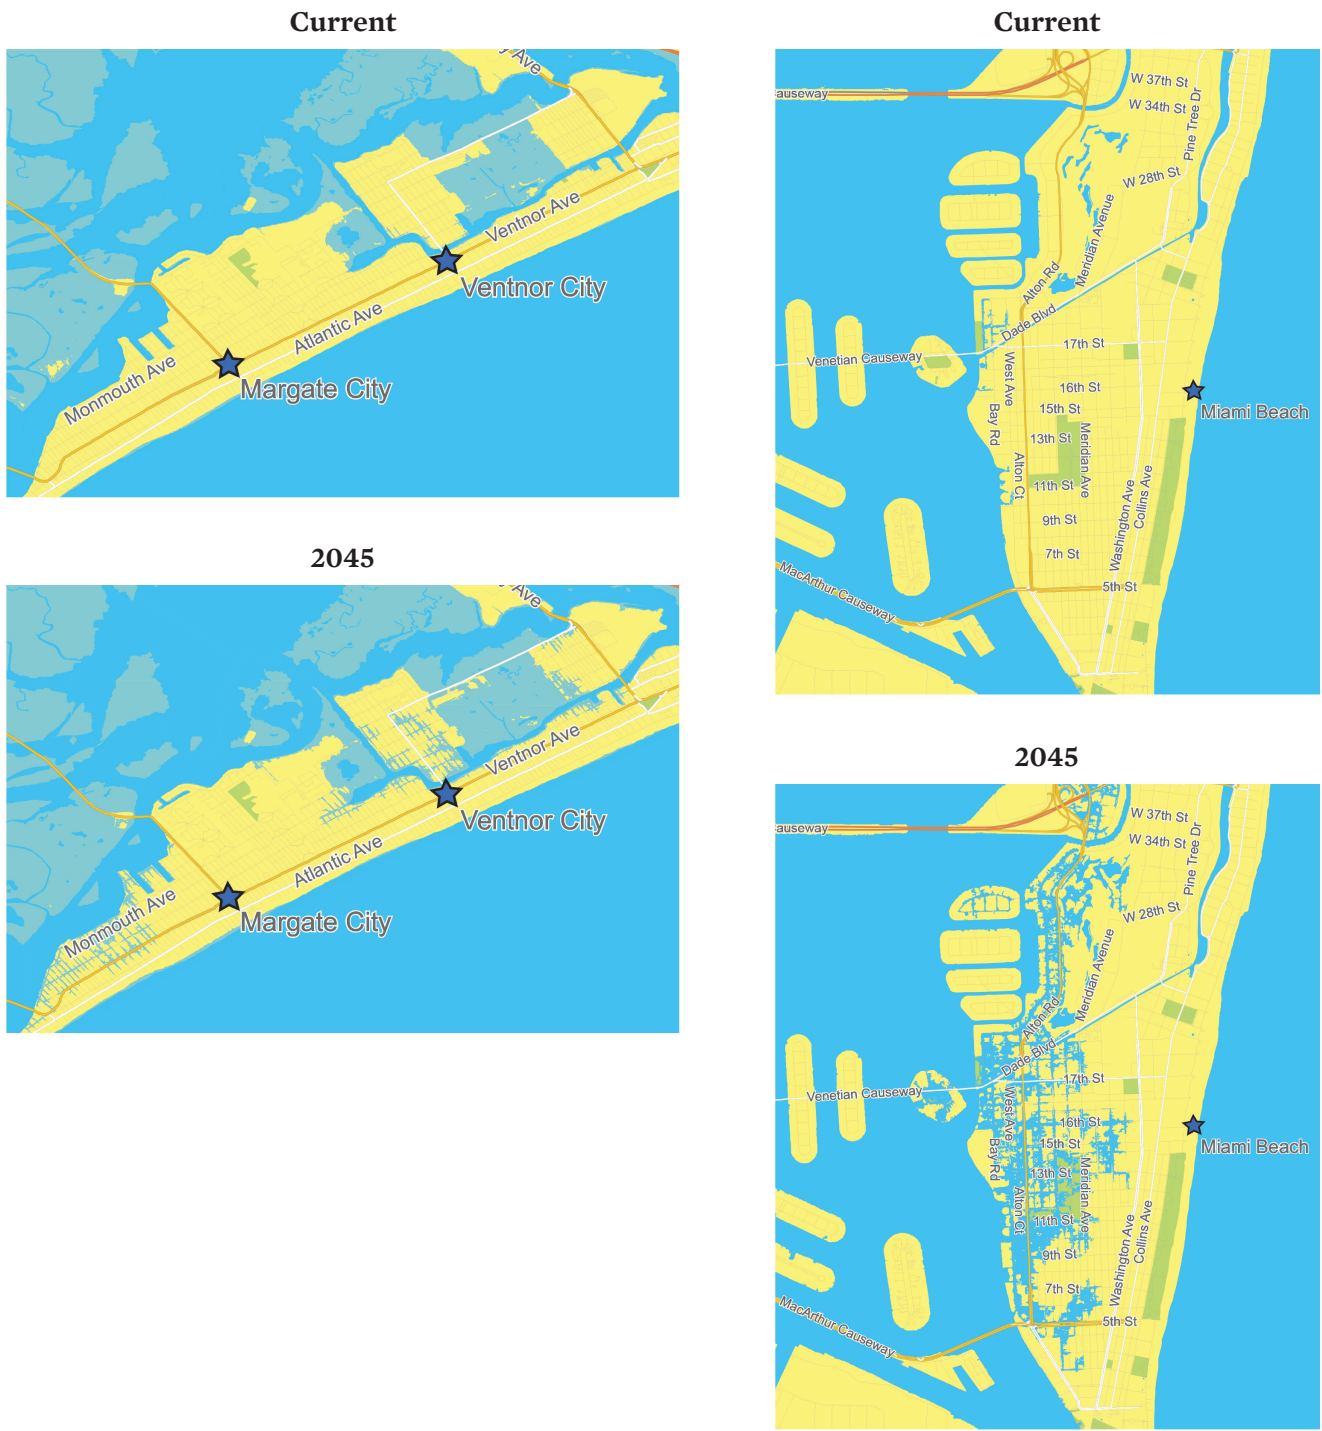 Current
y Ave
Ventnor Ave
Ventnor City
Atlantic Ave
Monmouth Ave
Margate City
2045
y Ave
Ventnor Ave
Ventnor City
Atlantic Ave
Monmouth Ave
Margate City
Current
auseway
W 37th St
W 34th St
Pine Tree Dr
W 28th St
Meridian Avenue
Alton Rd
Dade Blvd
17th St
Venetian Causeway
West Ave
16th St
Miami Beach
15th St
Bay Rd
13th St
Meridian Ave
Alton Ct
11th St
Washington Ave
Collins Ave
9th St
7th St
MacArthur Causeway
5th St
2045
auseway
W 37th St
W 34th St
Pine Tree Dr
W 28th St
Meridian Avenue
Alton Rd
Dade Blvd
17th St
Venetian Causeway
West Ave
16th St
Miami Beach
15th St
Bay Rd
13th St
Meridian Ave
Alton Ct
11th St
Washington Ave
Collins Ave
9th St
7th St
MacArthur Causeway
5th St